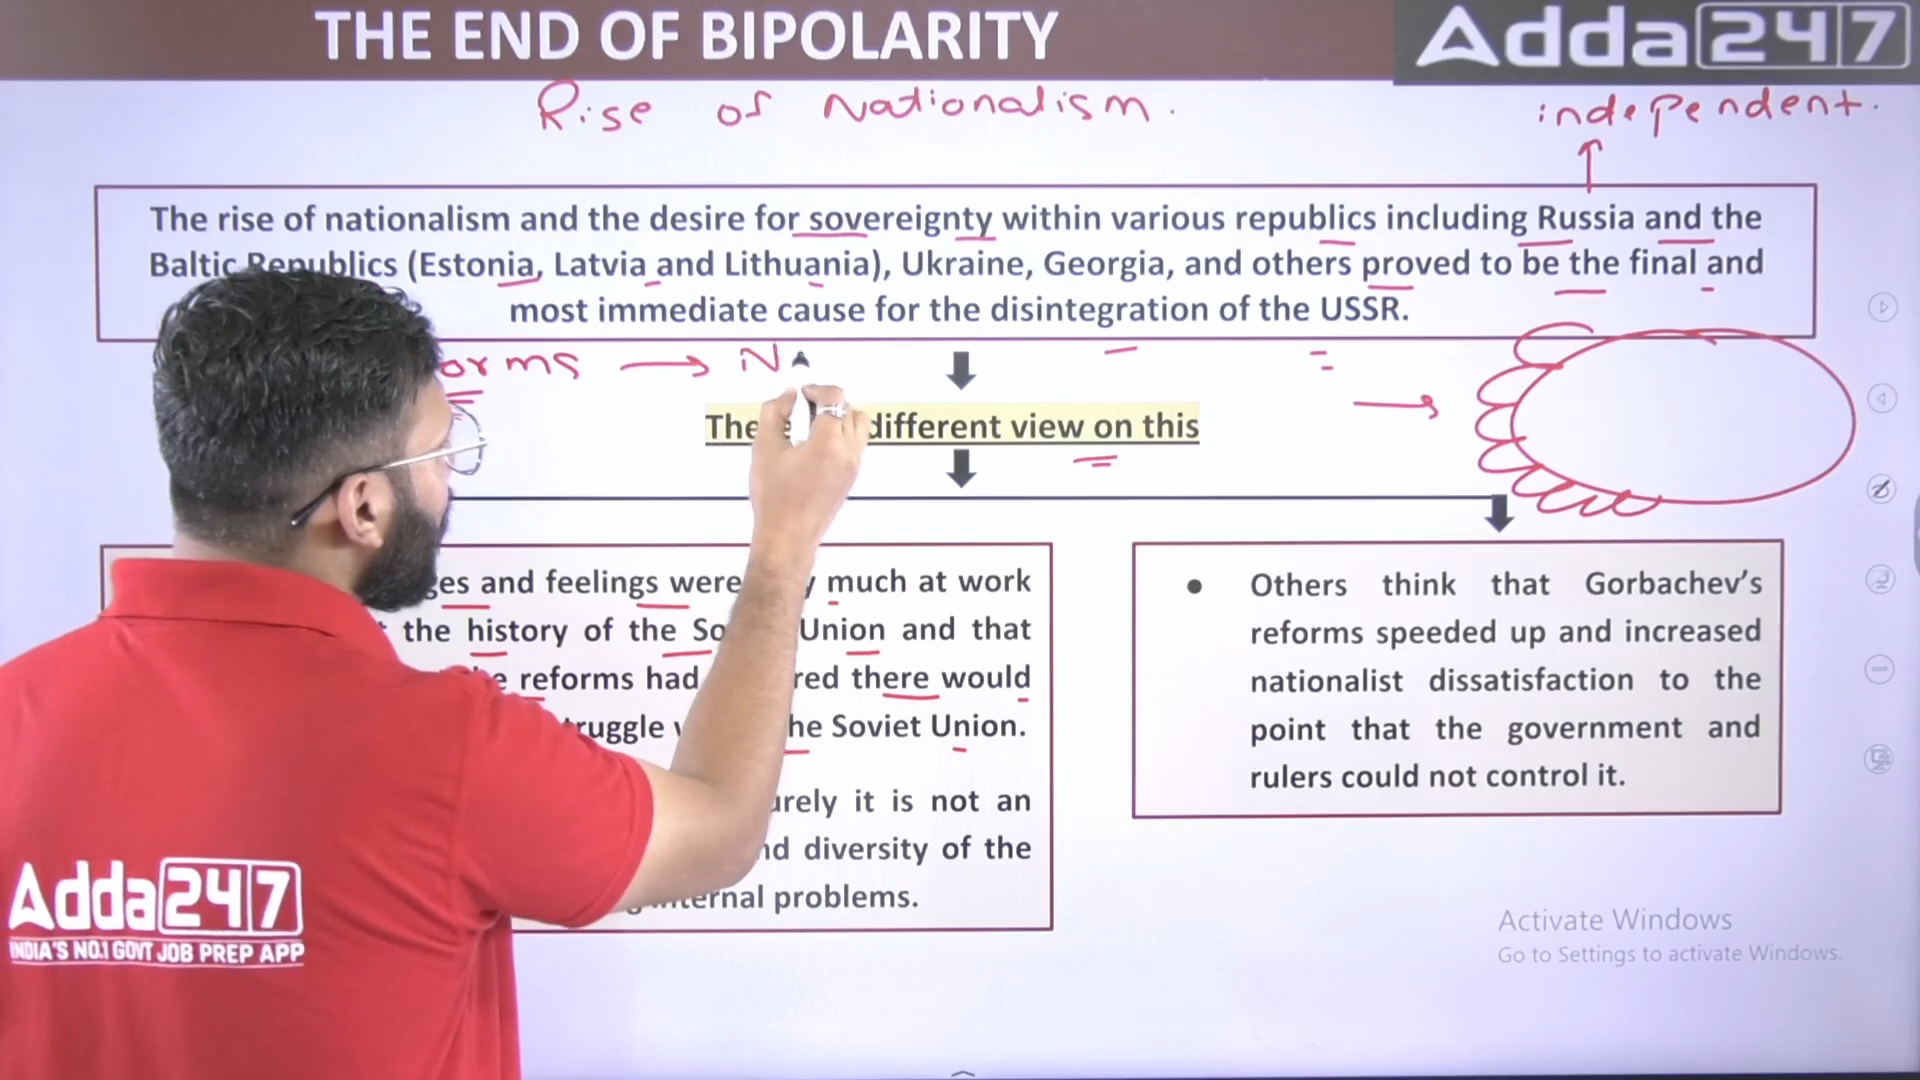 THE END OF BIPOLARITY
Adda247
Rise of Nationalism.
independent.
The rise of nationalism and the desire for sovereignty within various republics including Russia and the
Baltic Republics (Estonia, Latvia and Lithuania), Ukraine, Georgia, and others proved to be the final and
most immediate cause for the disintegration of the USSR.
orms → N
different view on this
and feelings were much at work
the history of the Union and that
reforms had there would
he Soviet Union.
it is not an
diversity of the
problems.
Others think that Gorbachev's
reforms speeded up and increased
nationalist dissatisfaction to the
point that the government and
rulers could not control it.
Adda247
INDIA'S NO.1 GOVT JOB PREP APP
Activate Windows
Go to Settings to activate Windows.